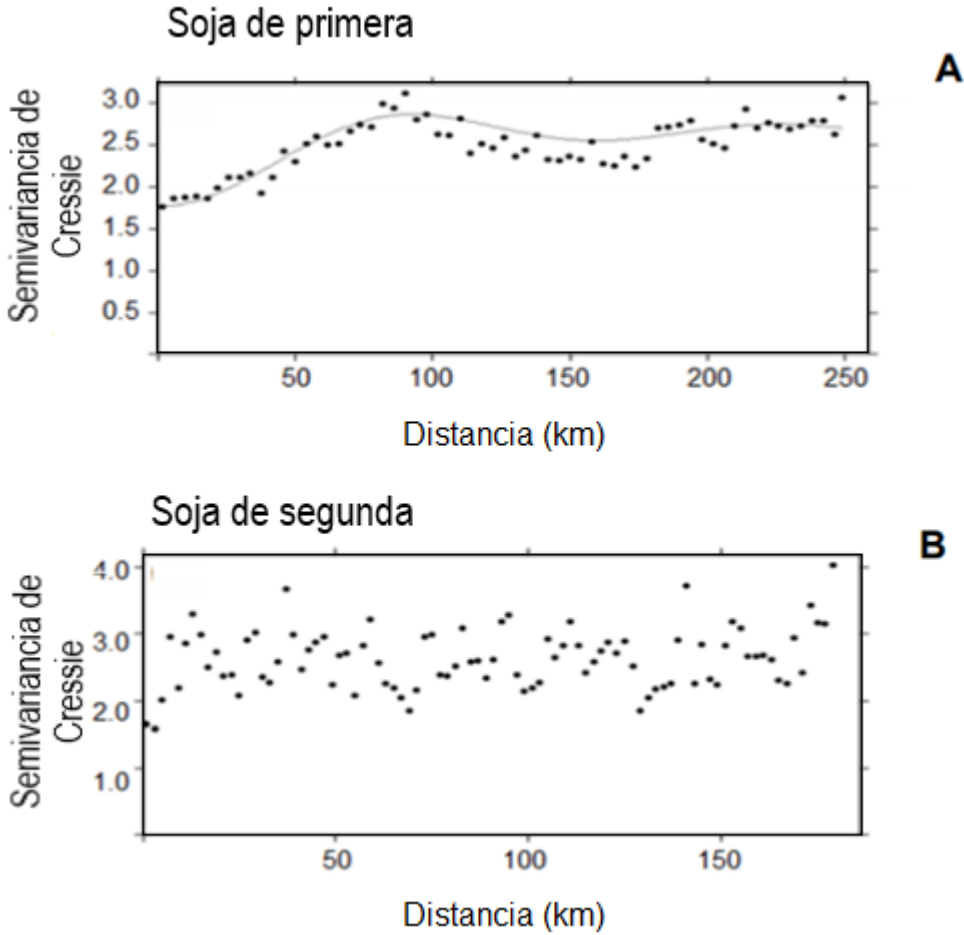 Soja de primera
A
Semivariancia de
Cressie
3.0
2.5
2.0
1.5
1.0
0.5
50
100
150
200
250
Distancia (km)
Soja de segunda
B
Semivariancia de
Cressie
4.0
3.0
2.0
1.0
50
100
150
Distancia (km)